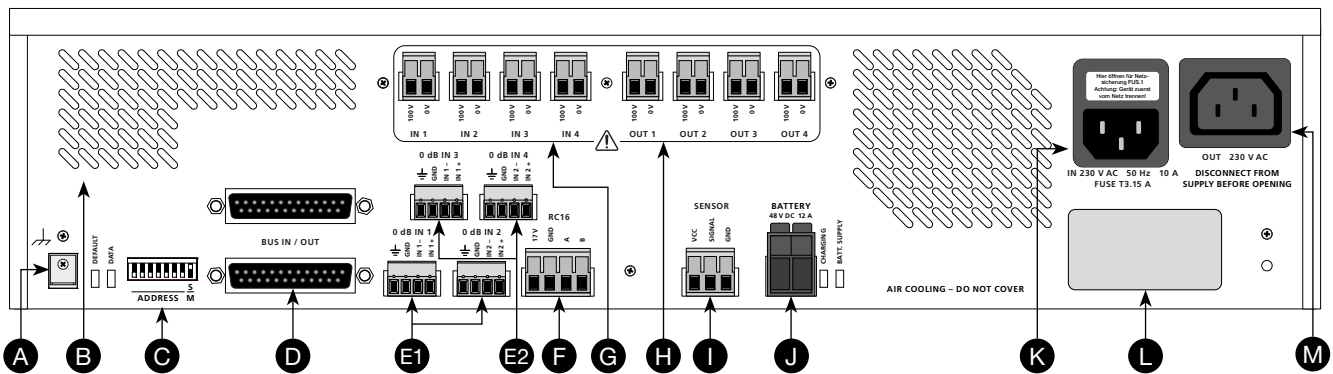 100 V 0 V 100 V 0 V 100 V 0 V 100 V 0 V 100 V 0 V 100 V 0 V 100 V 0 V 100 V 0 V
IN 1 IN 2 IN 3 IN 4 OUT 1 OUT 2 OUT 3 OUT 4
Hier öffnen für Netz-
sicherung FUS.1
Achtung: Gerät zuerst
vom Netz trennen!
IN 230 V AC 50 Hz 10 A
FUSE T3.15 A
OUT 230 V AC
DISCONNECT FROM
SUPPLY BEFORE OPENING
0 dB IN 3
GND IN 1 – IN 1 +
0 dB IN 4
GND IN 2 – IN 2 +
0 dB IN 1
GND IN 1 – IN 1 +
0 dB IN 2
GND IN 2 – IN 2 +
RC16
17 V GND A B
SENSOR
VCC SIGNAL GND
BATTERY
48 V DC 12 A
CHARGING
BATT. SUPPLY
DEFAULT
DATA
ADDRESS S M
BUS IN / OUT
AIR COOLING – DO NOT COVER
A B C D E1 E2 F G H I J K L M